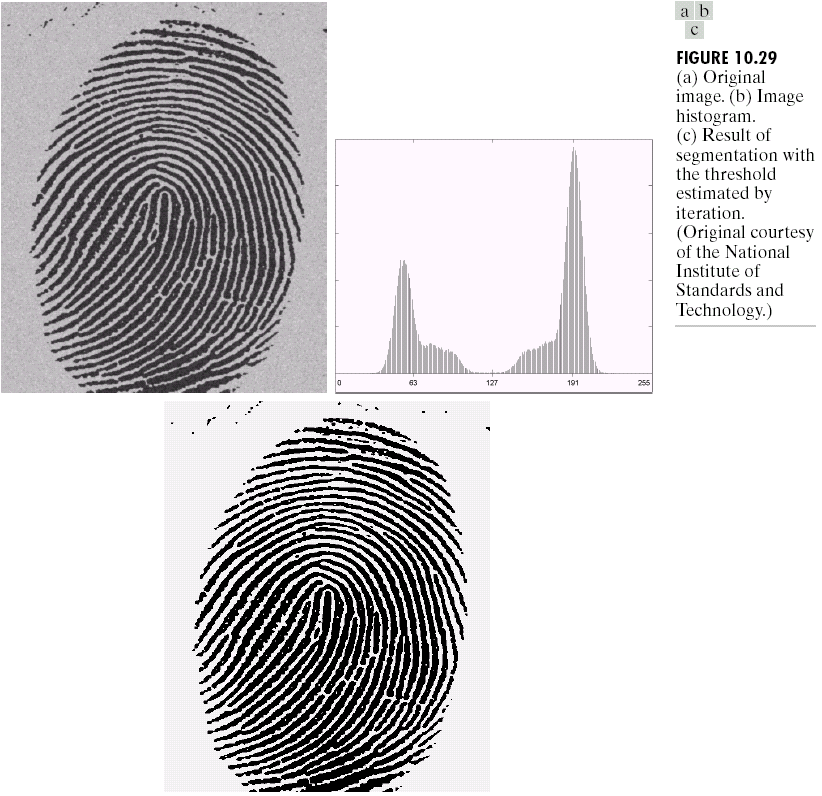 a b
c
FIGURE 10.29
(a) Original
image. (b) Image
histogram.
(c) Result of
segmentation with
the threshold
estimated by
iteration.
(Original courtesy
of the National
Institute of
Standards and
Technology.)
0 63 127 191 255